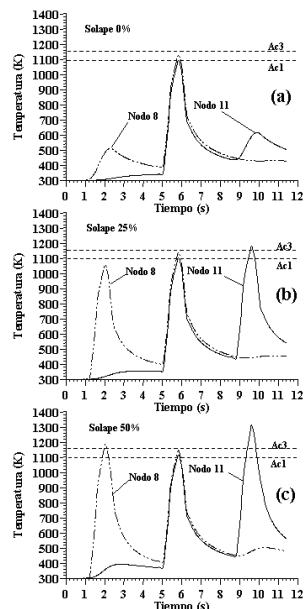 Solape 0%
Ac3
Ac1
Nodo 8
Nodo 11
(a)
Temperatura (K)
1200
1100
1000
900
800
700
600
500
400
300
0 1 2 3 4 5 6 7 8 9 10 11 12
Tiempo (s)
Solape 25%
Ac3
Ac1
Nodo 8
Nodo 11
(b)
Temperatura (K)
1200
1100
1000
900
800
700
600
500
400
300
0 1 2 3 4 5 6 7 8 9 10 11 12
Tiempo (s)
Solape 50%
Ac3
Ac1
Nodo 11
Nodo 8
(c)
Temperatura (K)
1400
1300
1200
1100
1000
900
800
700
600
500
400
300
0 1 2 3 4 5 6 7 8 9 10 11 12
Tiempo (s)